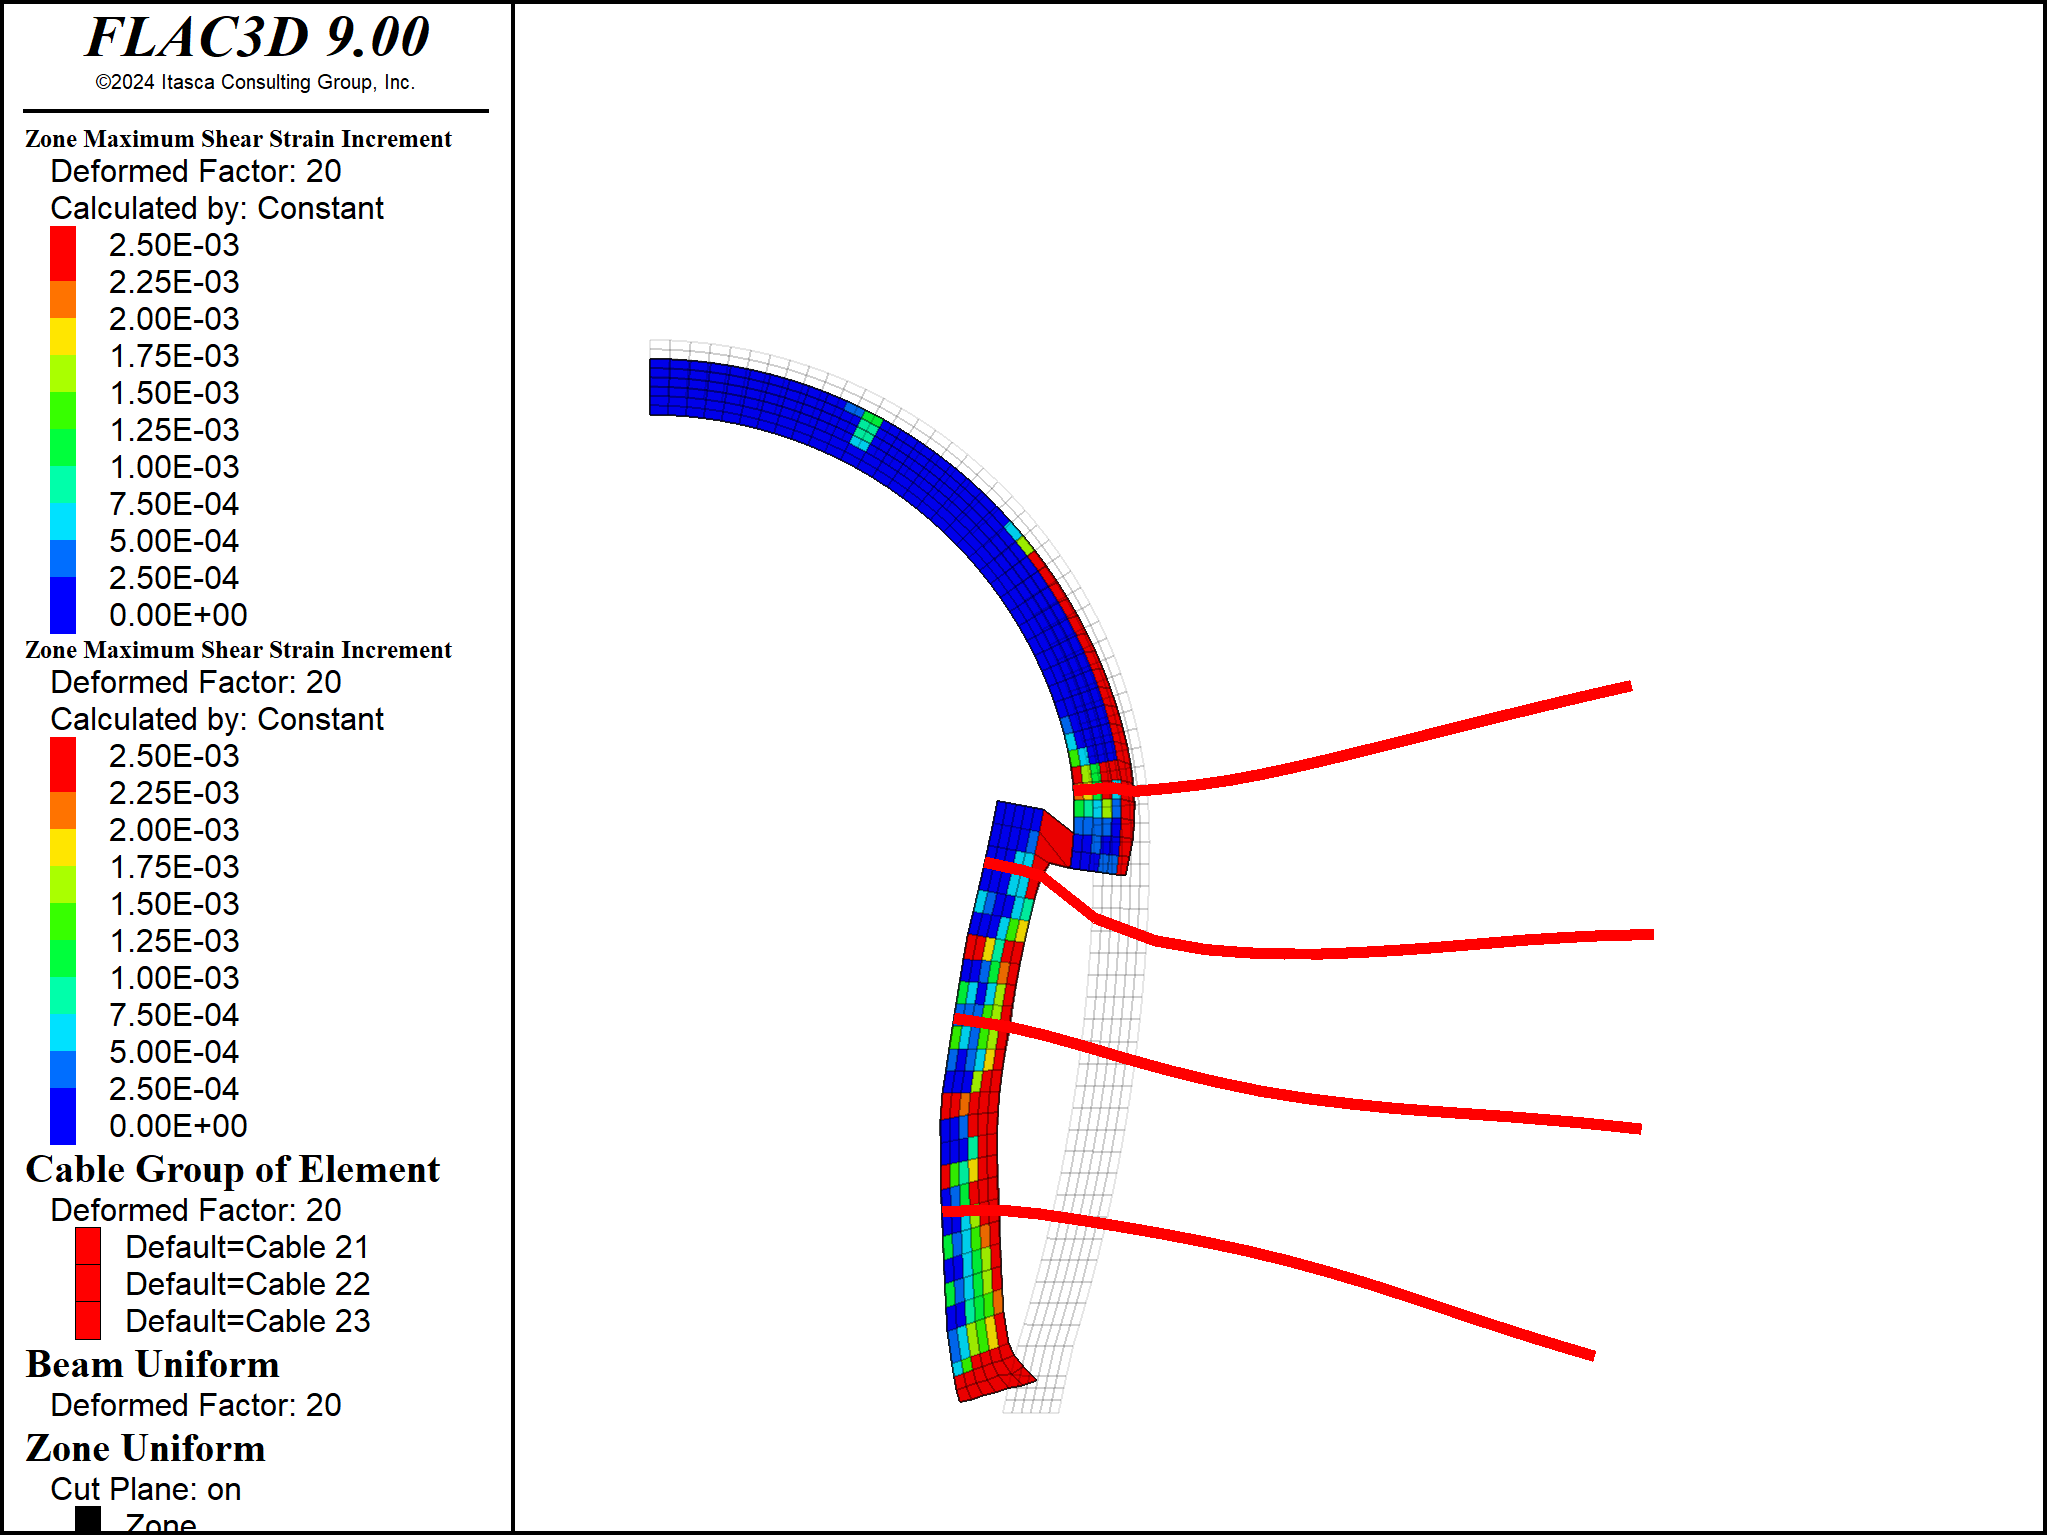 FLAC3D 9.00
©2024 Itasca Consulting Group, Inc.
Zone Maximum Shear Strain Increment
Deformed Factor: 20
Calculated by: Constant
2.50E-03
2.25E-03
2.00E-03
1.75E-03
1.50E-03
1.25E-03
1.00E-03
7.50E-04
5.00E-04
2.50E-04
0.00E+00
Zone Maximum Shear Strain Increment
Deformed Factor: 20
Calculated by: Constant
2.50E-03
2.25E-03
2.00E-03
1.75E-03
1.50E-03
1.25E-03
1.00E-03
7.50E-04
5.00E-04
2.50E-04
0.00E+00
Cable Group of Element
Deformed Factor: 20
Default=Cable 21
Default=Cable 22
Default=Cable 23
Beam Uniform
Deformed Factor: 20
Zone Uniform
Cut Plane: on
Zone